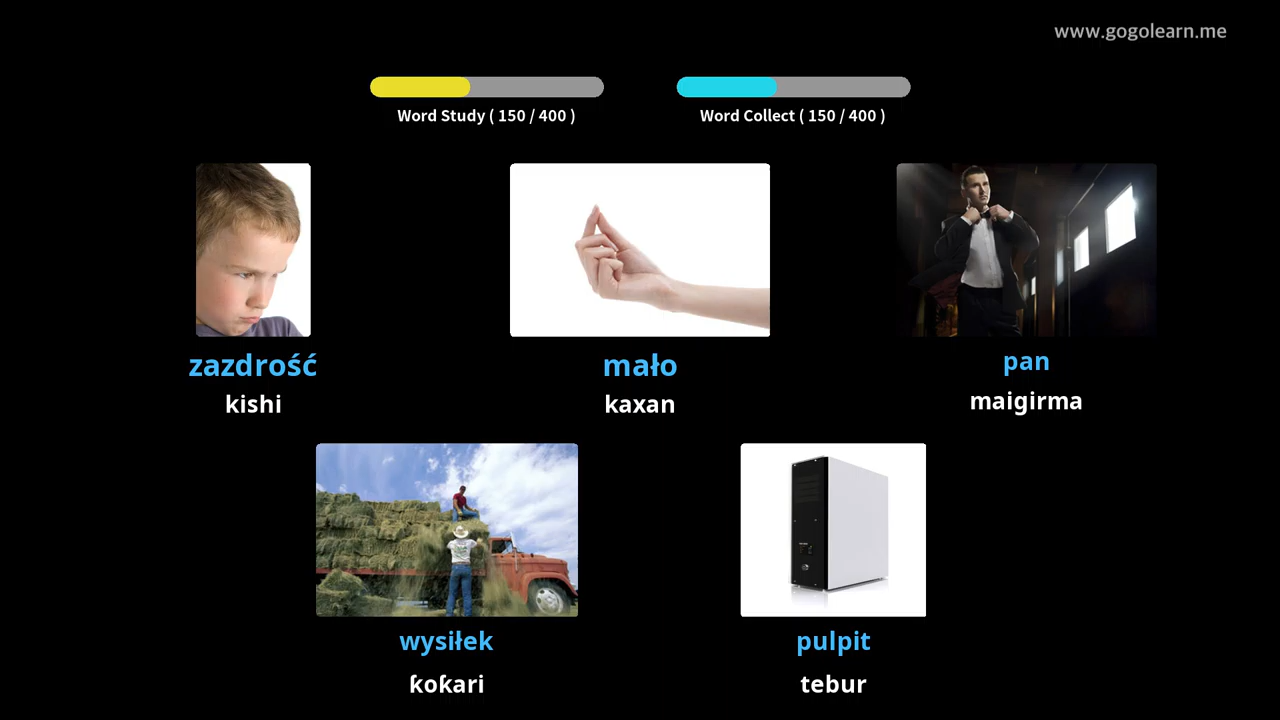 www.gogolearn.me
Word Study ( 150 / 400 )
Word Collect ( 150 / 400 )
zazdrość
kishi
mało
kaxan
pan
maigirma
wysiłek
ƙoƙari
pulpit
tebur